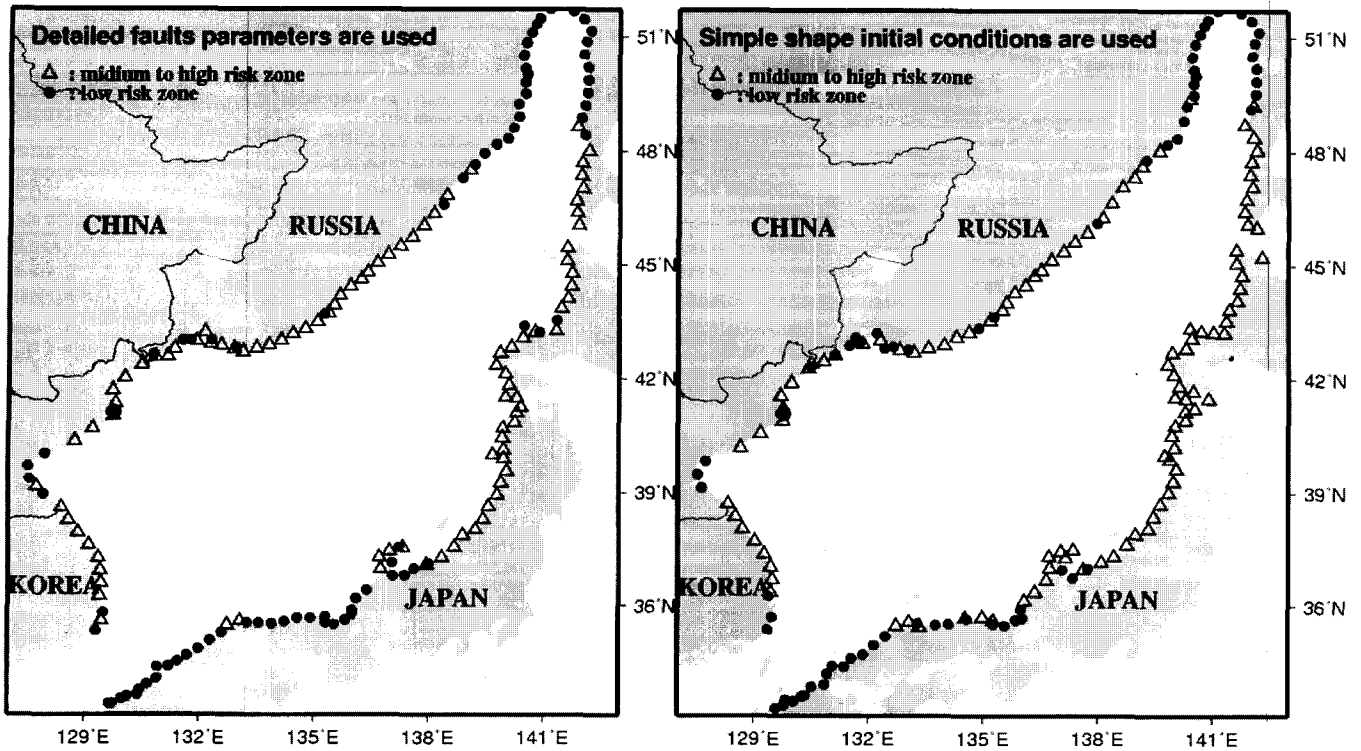 Detailed faults parameters are used
△ : midium to high risk zone
● : low risk zone
CHINA
RUSSIA
KOREA
JAPAN
51°N
48°N
45°N
42°N
39°N
36°N
129°E
132°E
135°E
138°E
141°E
Simple shape initial conditions are used
△ : midium to high risk zone
● : low risk zone
CHINA
RUSSIA
KOREA
JAPAN
51°N
48°N
45°N
42°N
39°N
36°N
129°E
132°E
135°E
138°E
141°E